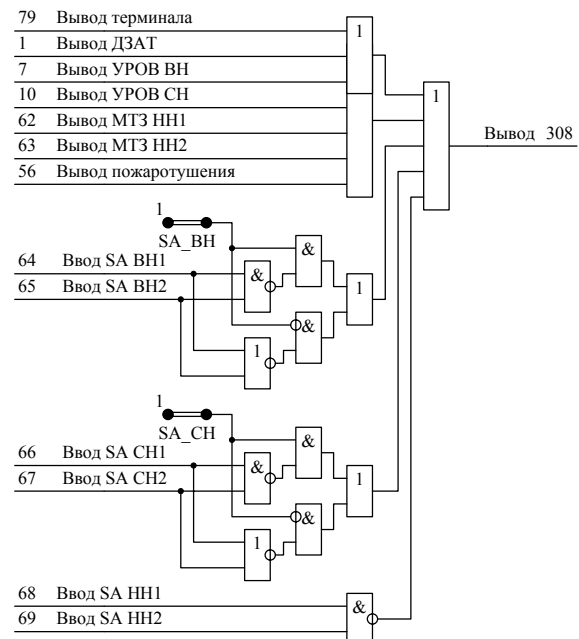 79 Вывод терминала
1 Вывод ДЗАТ
7 Вывод УРОВ ВН
10 Вывод УРОВ СН
62 Вывод МТЗ НН1
63 Вывод МТЗ НН2
56 Вывод пожаротушения
1
1
Вывод 308
1
SA_ВН
64 Ввод SA ВН1
65 Ввод SA ВН2
&
&
&
1
1
1
SA_СН
66 Ввод SA СН1
67 Ввод SA СН2
&
&
&
1
1
68 Ввод SA НН1
69 Ввод SA НН2
&